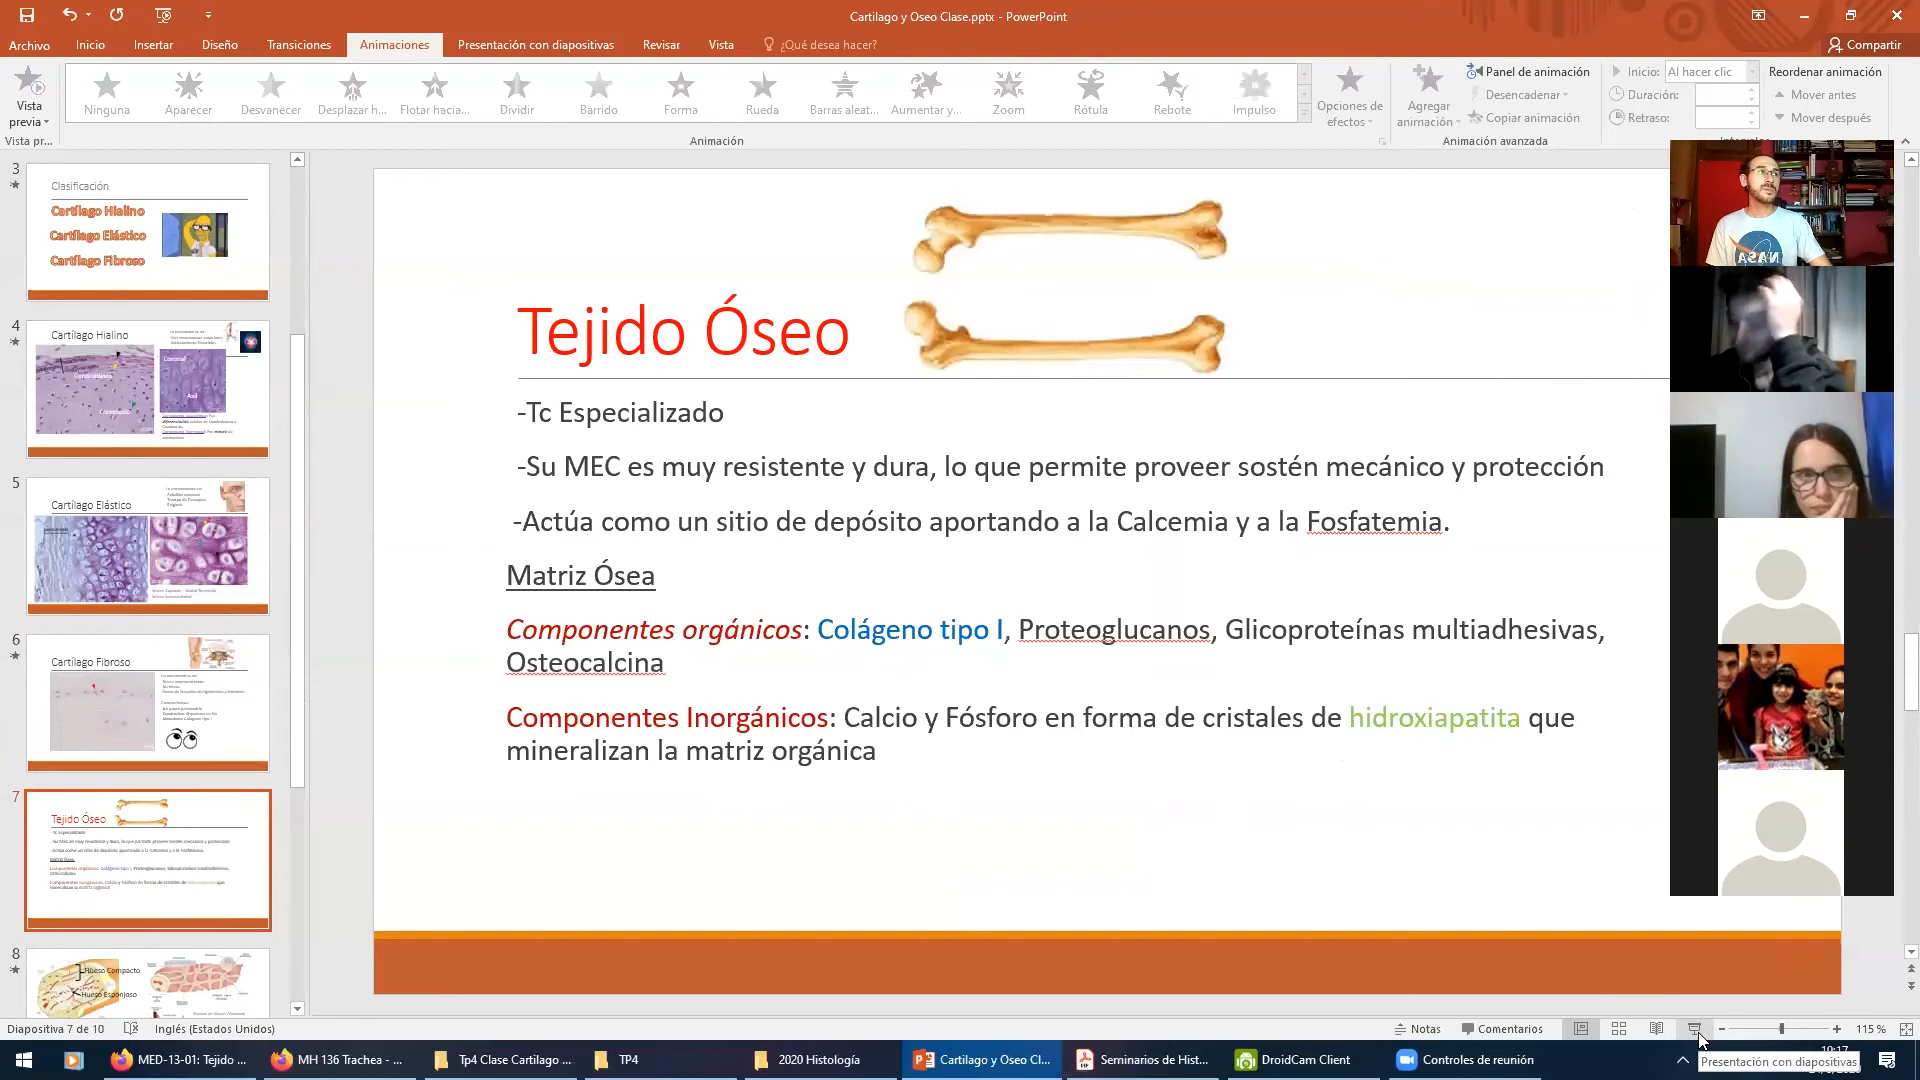 Cartilago y Oseo Clase.pptx - PowerPoint
Archivo Inicio Insertar Diseño Transiciones Animaciones Presentación con diapositivas Revisar Vista ¿Qué desea hacer? Compartir
Vista previa
Ninguna Aparecer Desvanecer Desplazar h... Flotar hacia... Dividir Barrido Forma Rueda Barras aleat... Aumentar y... Zoom Rótula Rebote Impulso
Opciones de efectos
Agregar animación
Panel de animación
Desencadenar
Copiar animación
Inicio: Al hacer clic
Duración:
Retraso:
Reordenar animación
Mover antes
Mover después
Vista pr... Animación Animación avanzada
3
Clasificación
Cartílago Hialino
Cartílago Elástico
Cartílago Fibroso
4
Cartílago Hialino
5
Cartílago Elástico
6
Cartílago Fibroso
7
Tejido Óseo
8
Hueso Compacto
Hueso Esponjoso
Tejido Óseo
-Tc Especializado
-Su MEC es muy resistente y dura, lo que permite proveer sostén mecánico y protección
-Actúa como un sitio de depósito aportando a la Calcemia y a la Fosfatemia.
Matriz Ósea
Componentes orgánicos: Colágeno tipo I, Proteoglucanos, Glicoproteínas multiadhesivas,
Osteocalcina
Componentes Inorgánicos: Calcio y Fósforo en forma de cristales de hidroxiapatita que
mineralizan la matriz orgánica
NASA
Diapositiva 7 de 10 Inglés (Estados Unidos) Notas Comentarios 115 %
MED-13-01: Tejido ... MH 136 Trachea - ... Tp4 Clase Cartilago ... TP4 2020 Histología Cartilago y Oseo Cl... Seminarios de Hist... DroidCam Client Controles de reunión
Presentación con diapositivas